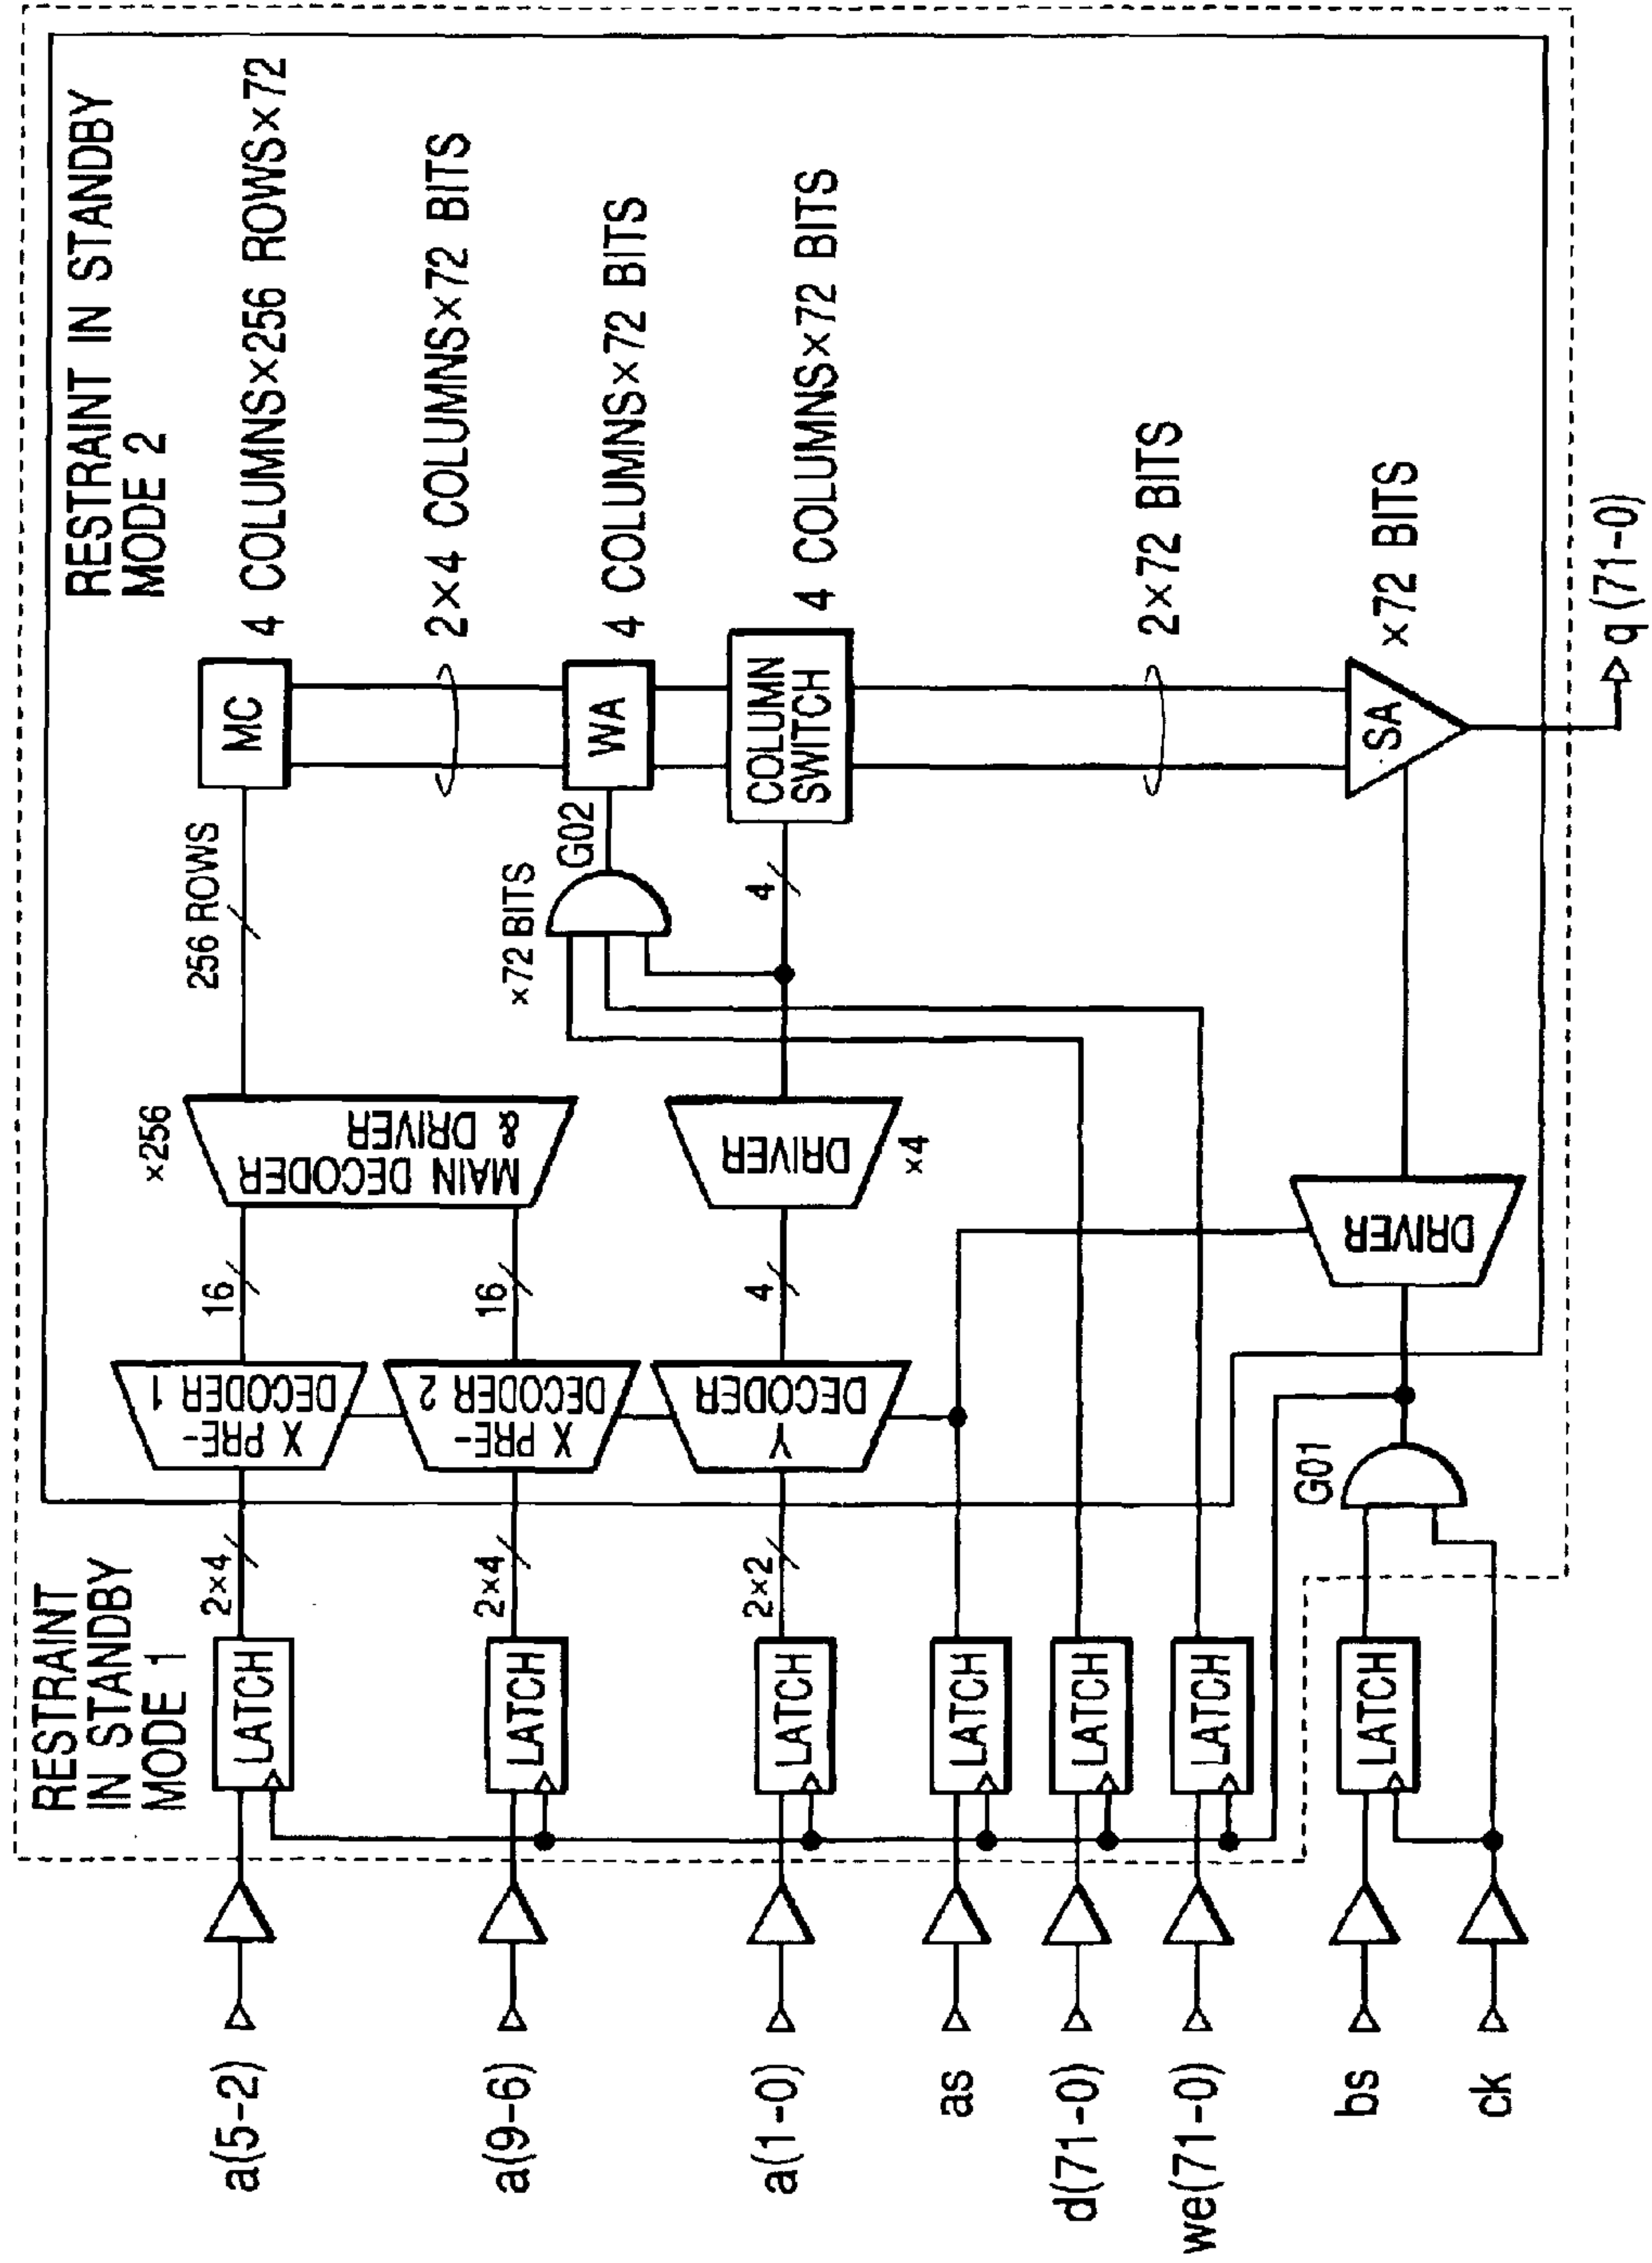 RESTRAINT
IN STANDBY
MODE 1
RESTRAINT IN STANDBY
MODE 2
a(5-2)
LATCH
2×4
X PRE-
DECODER 1
16
×256
MAIN DECODER
& DRIVER
256 ROWS
MC
4 COLUMNS×256 ROWS×72
2×4 COLUMNS×72 BITS
a(9-6)
LATCH
2×4
X PRE-
DECODER 2
16
×72 BITS
G02
WA
4 COLUMNS×72 BITS
a(1-0)
LATCH
2×2
Y
DECODER
4
DRIVER
×4
4
COLUMN
SWITCH
4 COLUMNS×72 BITS
as
LATCH
d(71-0)
LATCH
we(71-0)
LATCH
2×72 BITS
bs
LATCH
G01
DRIVER
SA
×72 BITS
ck
q(71-0)